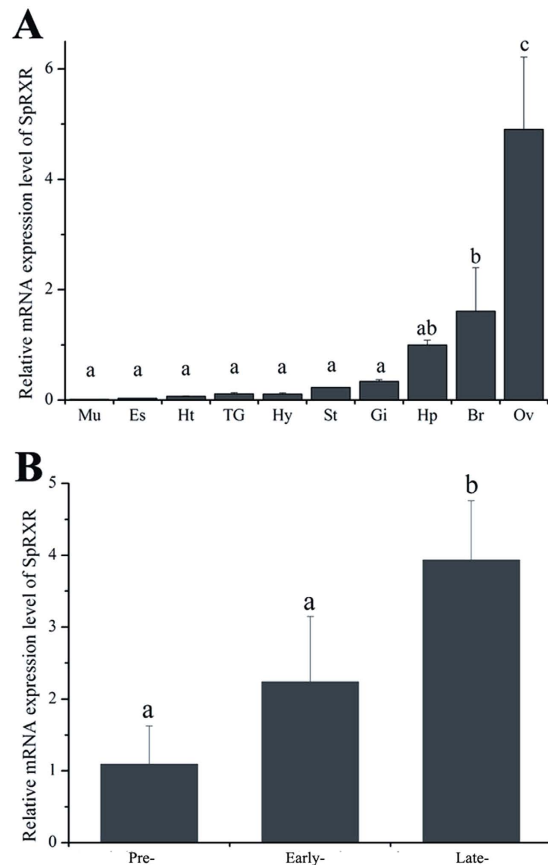 A
Relative mRNA expression level of SpRXR
6
4
2
0
a a a a a a a ab b c
Mu Es Ht TG Hy St Gi Hp Br Ov
B
Relative mRNA expression level of SpRXR
5
4
3
2
1
0
a a b
Pre- Early- Late-